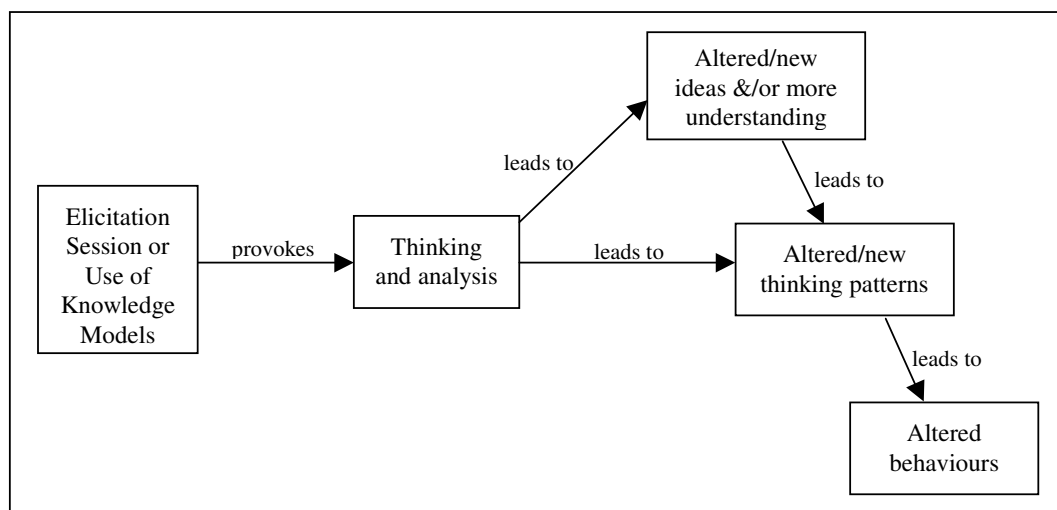 Altered/new
ideas &/or more
understanding
leads to
leads to
Elicitation
Session or
Use of
Knowledge
Models
provokes
Thinking
and analysis
leads to
Altered/new
thinking patterns
leads to
Altered
behaviours